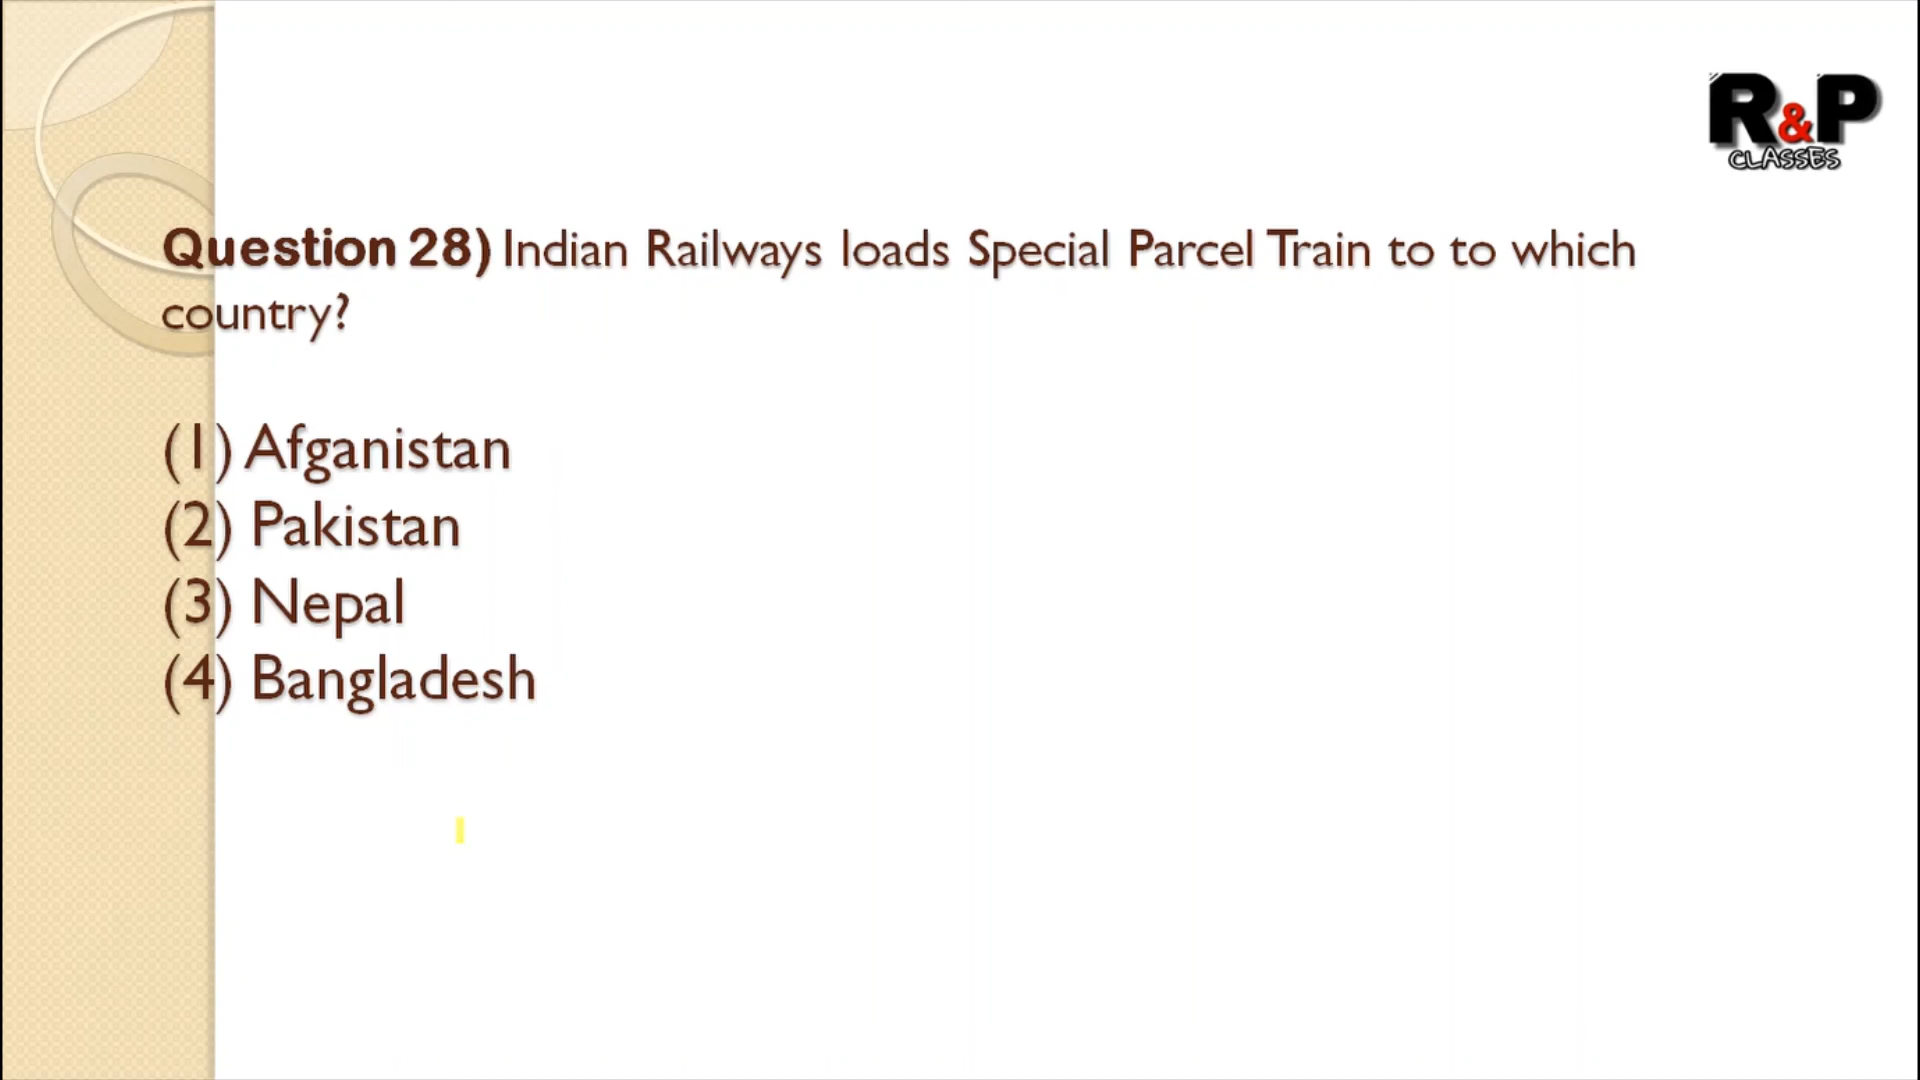 R&P
CLASSES
Question 28) Indian Railways loads Special Parcel Train to to which
country?
(1) Afganistan
(2) Pakistan
(3) Nepal
(4) Bangladesh